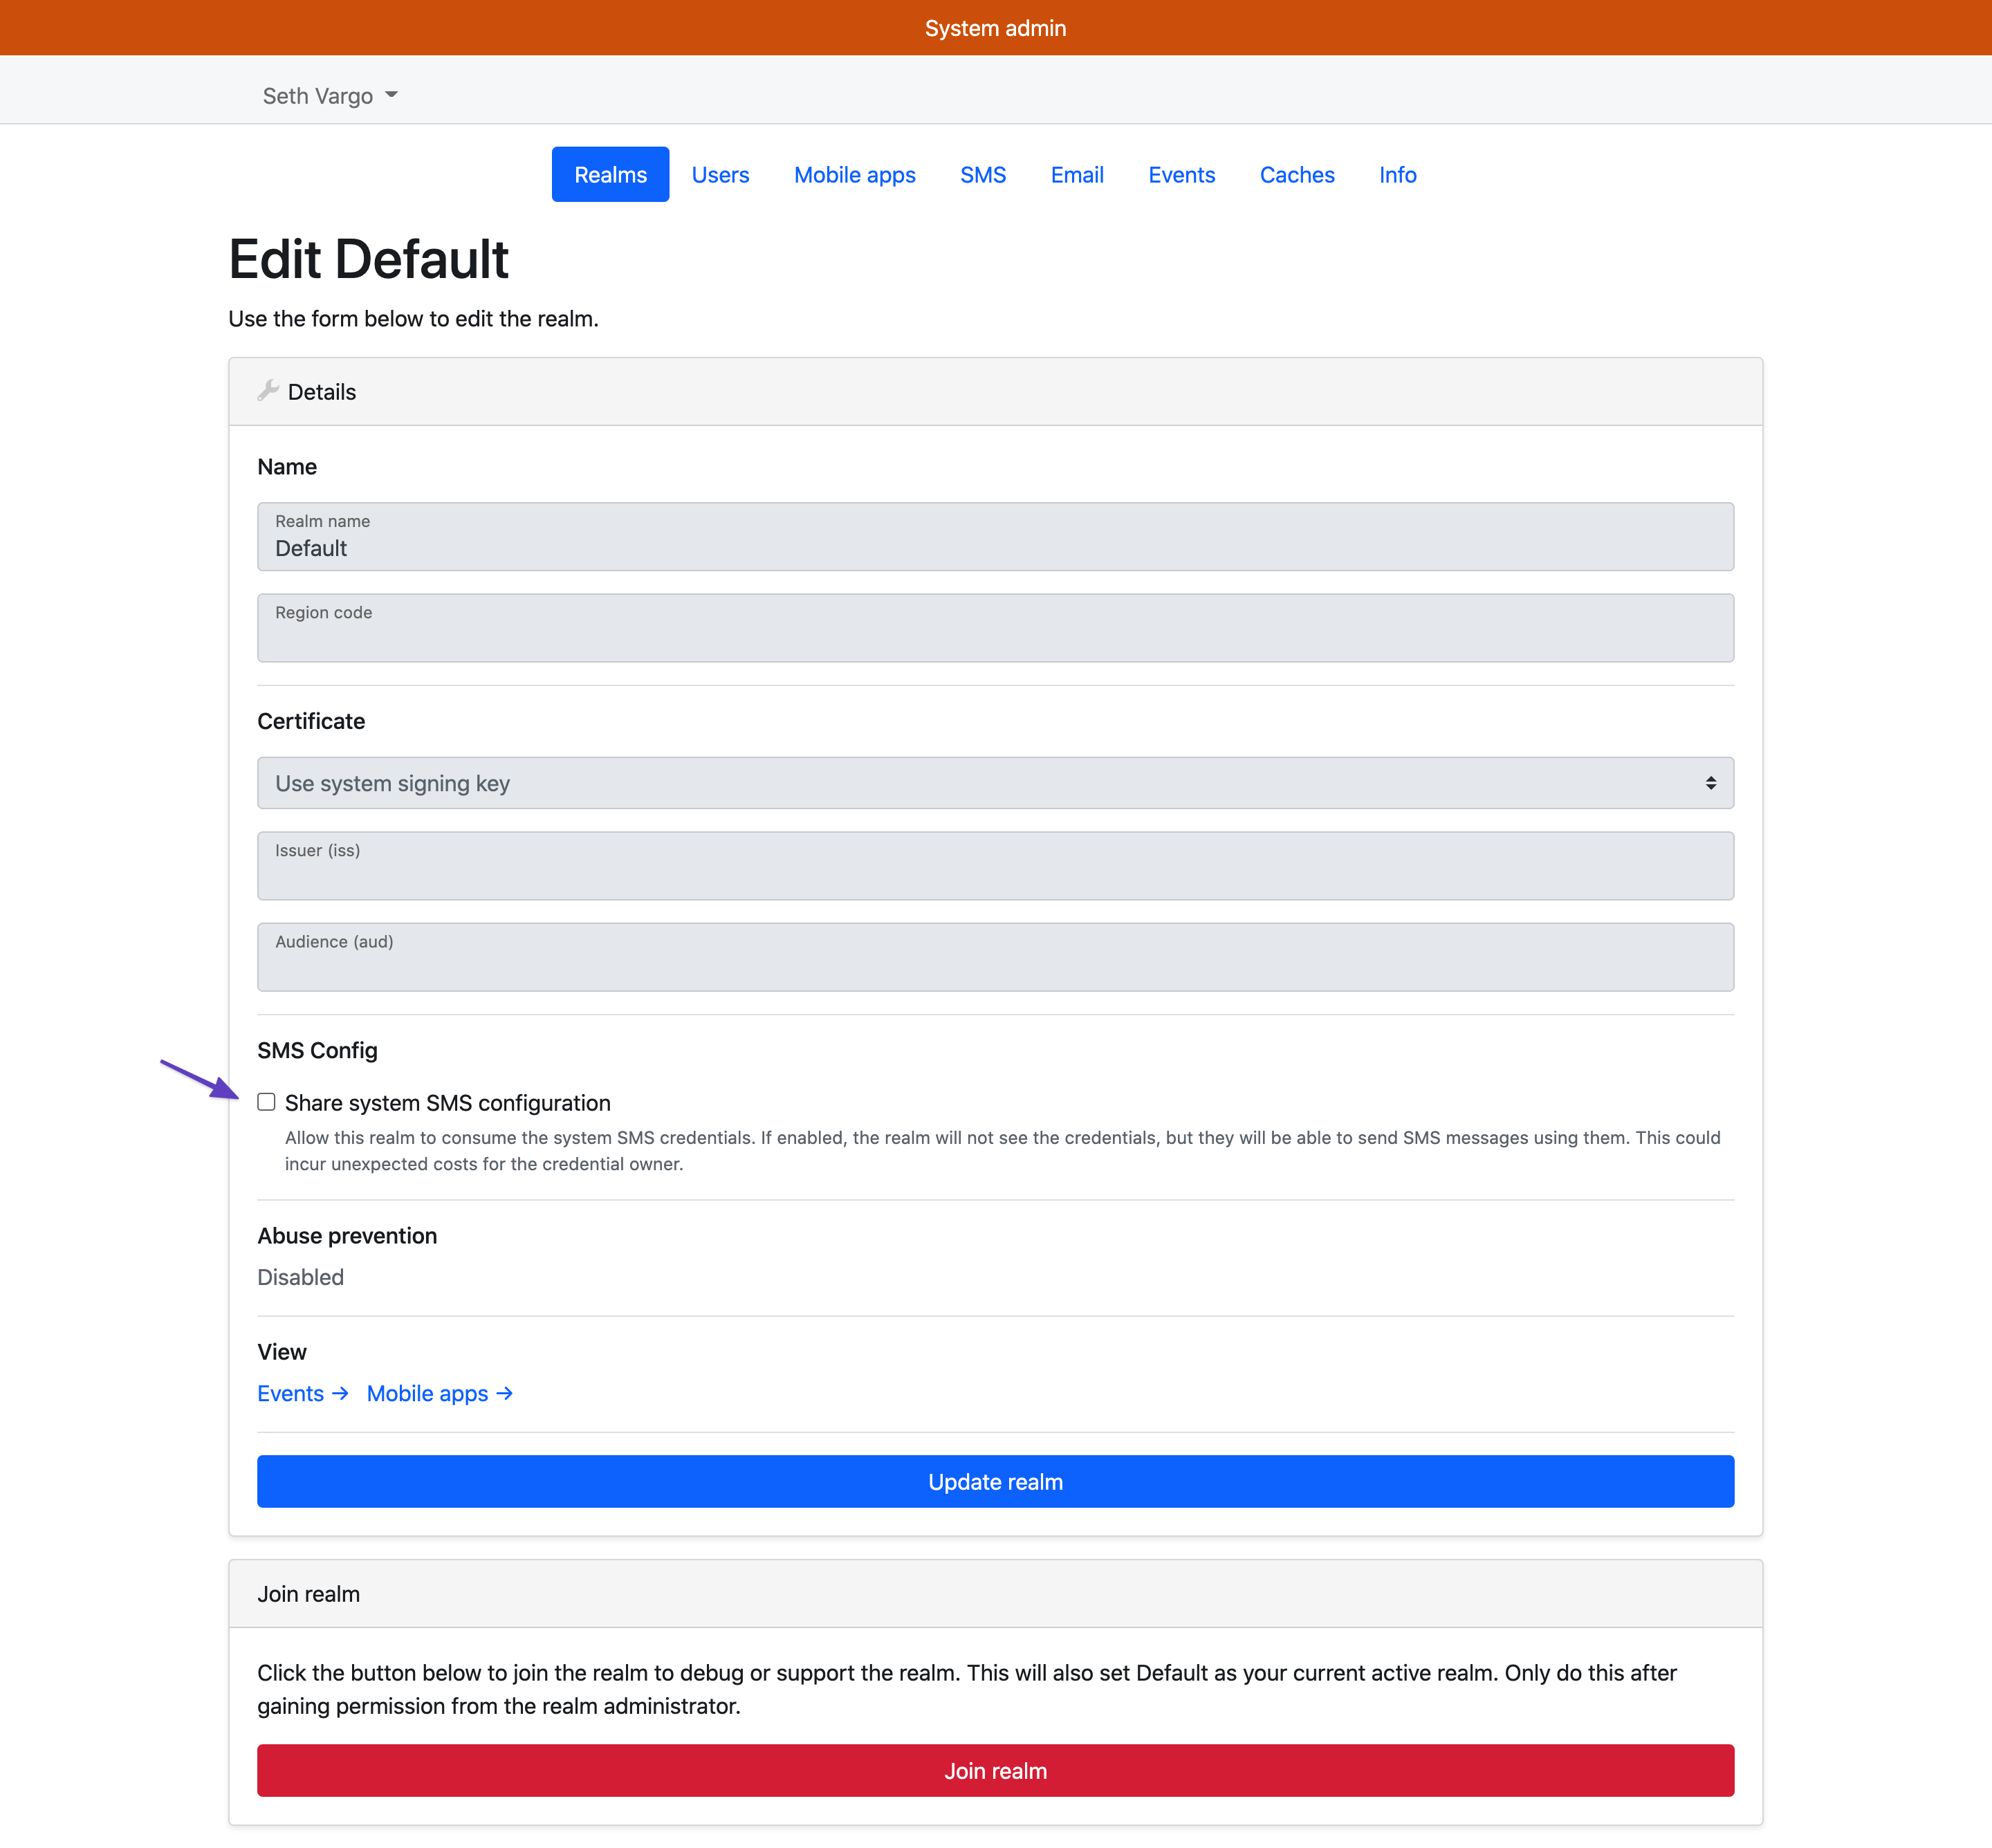 System admin
Seth Vargo
Realms Users Mobile apps SMS Email Events Caches Info
Edit Default
Use the form below to edit the realm.
Details
Name
Realm name
Default
Region code
Certificate
Use system signing key
Issuer (iss)
Audience (aud)
SMS Config
Share system SMS configuration
Allow this realm to consume the system SMS credentials. If enabled, the realm will not see the credentials, but they will be able to send SMS messages using them. This could
incur unexpected costs for the credential owner.
Abuse prevention
Disabled
View
Events → Mobile apps →
Update realm
Join realm
Click the button below to join the realm to debug or support the realm. This will also set Default as your current active realm. Only do this after
gaining permission from the realm administrator.
Join realm